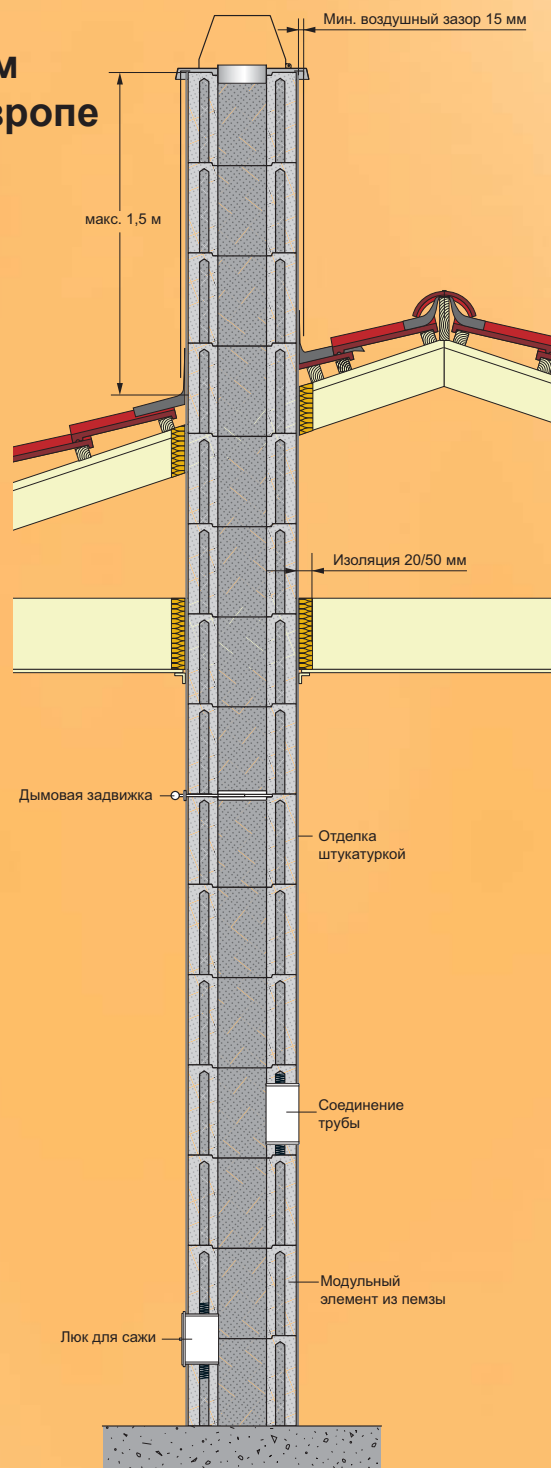 Мин. воздушный зазор 15 мм
м
вропе
макс. 1,5 м
Изоляция 20/50 мм
Дымовая задвижка
Отделка
штукатуркой
Соединение
трубы
Модульный
элемент из пемзы
Люк для сажи